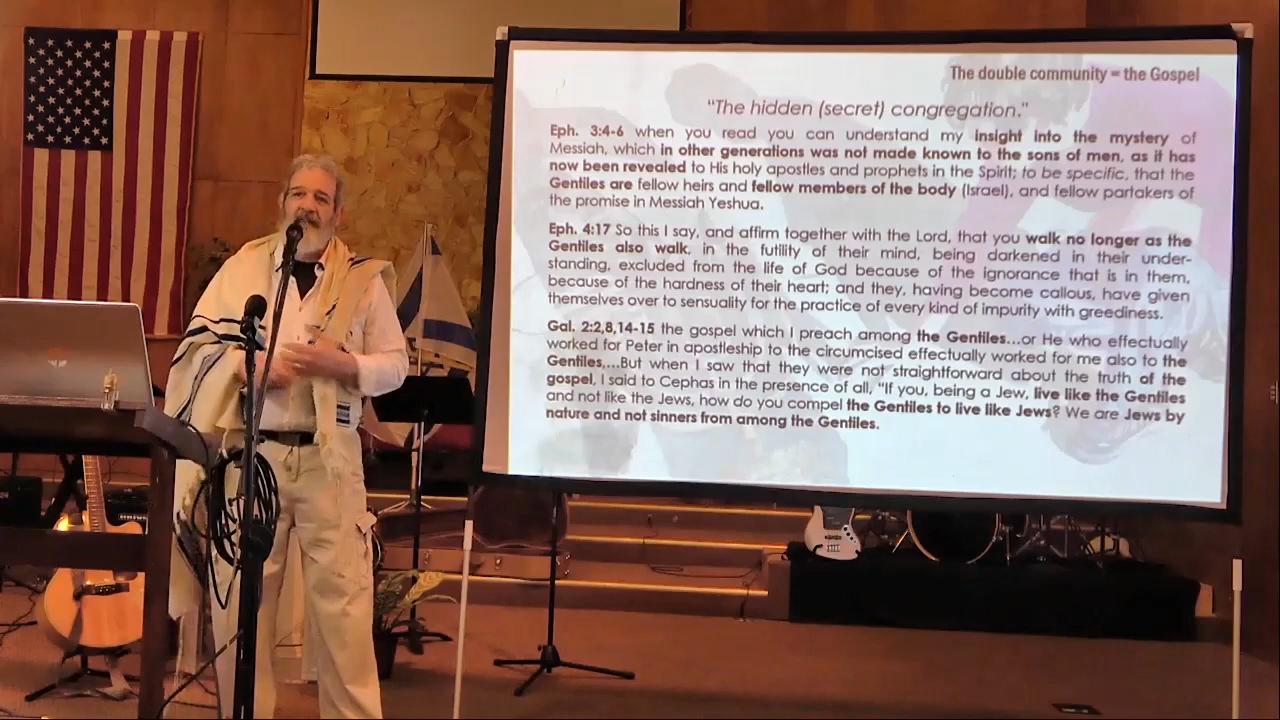 The double community = the Gospel
"The hidden (secret) congregation."
Eph. 3:4-6 when you read you can understand my insight into the mystery of
Messiah, which in other generations was not made known to the sons of men, as it has
now been revealed to His holy apostles and prophets in the Spirit; to be specific, that the
Gentiles are fellow heirs and fellow members of the body (Israel), and fellow partakers of
the promise in Messiah Yeshua.
Eph. 4:17 So this I say, and affirm together with the Lord, that you walk no longer as the
Gentiles also walk, in the futility of their mind, being darkened in their under-
standing, excluded from the life of God because of the ignorance that is in them,
because of the hardness of their heart; and they, having become callous, have given
themselves over to sensuality for the practice of every kind of impurity with greediness.
Gal. 2:2,8,14-15 the gospel which I preach among the Gentiles...or He who effectually
worked for Peter in apostleship to the circumcised effectually worked for me also to the
Gentiles,...But when I saw that they were not straightforward about the truth of the
gospel, I said to Cephas in the presence of all, "If you, being a Jew, live like the Gentiles
and not like the Jews, how do you compel the Gentiles to live like Jews? We are Jews by
nature and not sinners from among the Gentiles.